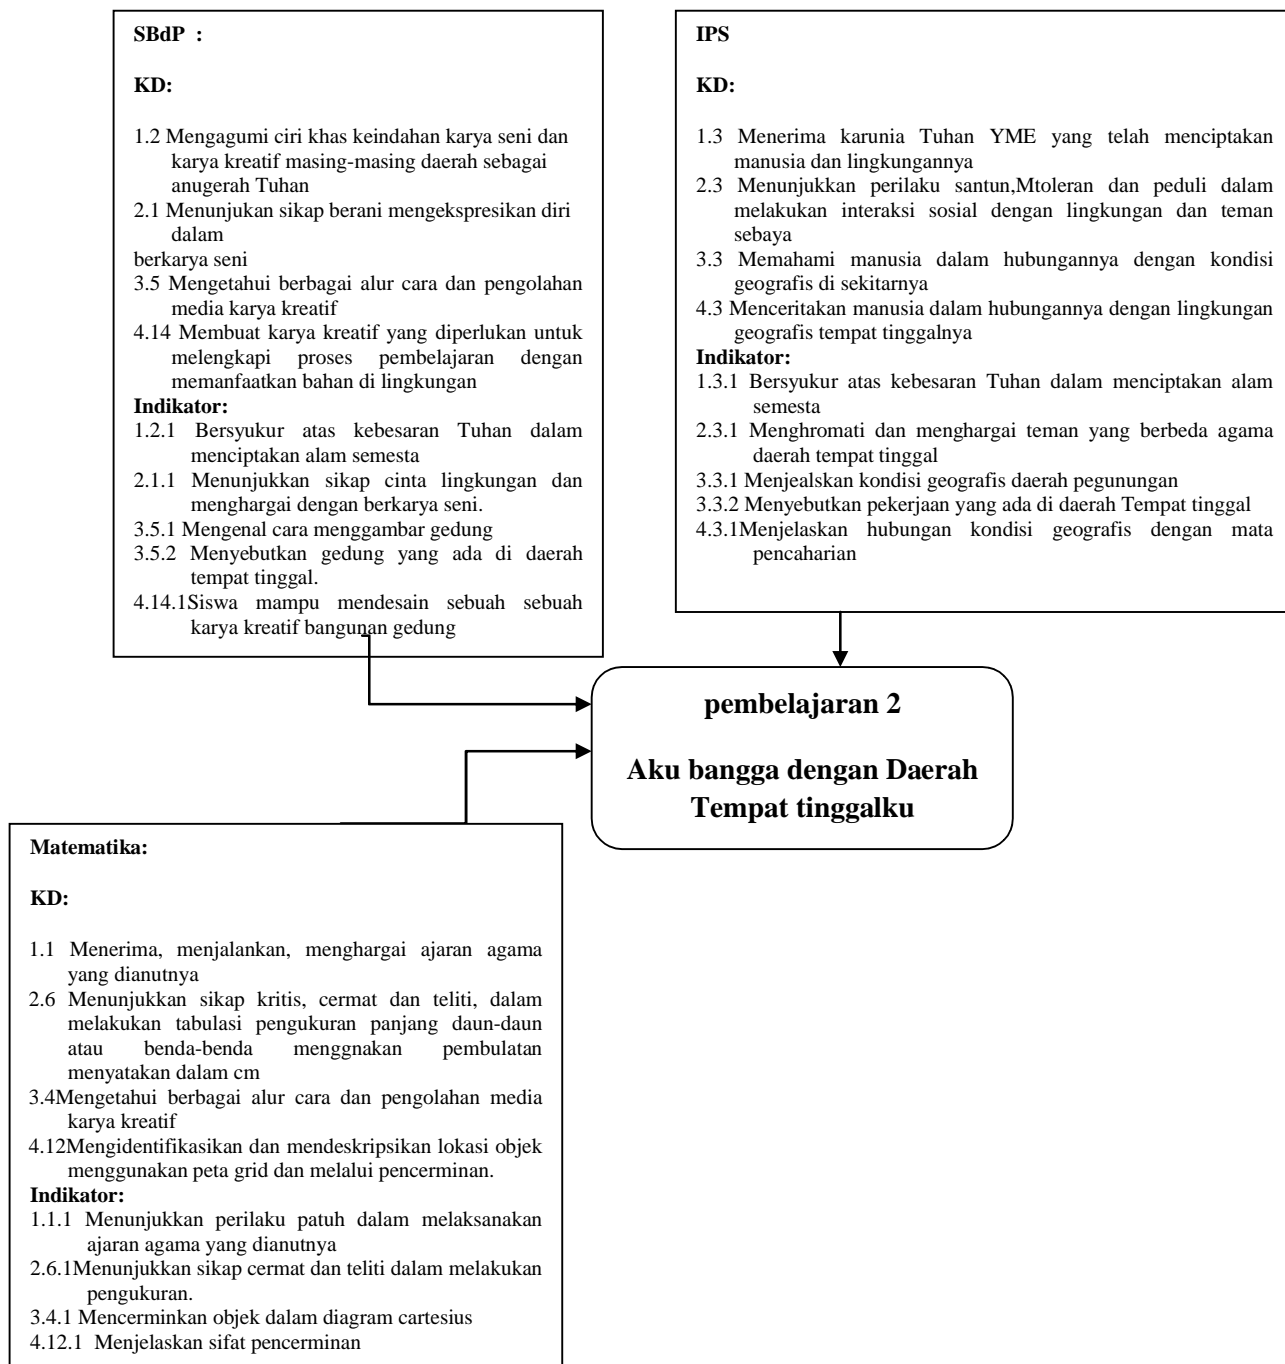 SBdP :
KD:
1.2 Mengagumi ciri khas keindahan karya seni dan
karya kreatif masing-masing daerah sebagai
anugerah Tuhan
2.1 Menunjukan sikap berani mengekspresikan diri
dalam
berkarya seni
3.5 Mengetahui berbagai alur cara dan pengolahan
media karya kreatif
4.14 Membuat karya kreatif yang diperlukan untuk
melengkapi proses pembelajaran dengan
memanfaatkan bahan di lingkungan
Indikator:
1.2.1 Bersyukur atas kebesaran Tuhan dalam
menciptakan alam semesta
2.1.1 Menunjukkan sikap cinta lingkungan dan
menghargai dengan berkarya seni.
3.5.1 Mengenal cara menggambar gedung
3.5.2 Menyebutkan gedung yang ada di daerah
tempat tinggal.
4.14.1Siswa mampu mendesain sebuah sebuah
karya kreatif bangunan gedung
IPS
KD:
1.3 Menerima karunia Tuhan YME yang telah menciptakan
manusia dan lingkungannya
2.3 Menunjukkan perilaku santun,Mtoleran dan peduli dalam
melakukan interaksi sosial dengan lingkungan dan teman
sebaya
3.3 Memahami manusia dalam hubungannya dengan kondisi
geografis di sekitarnya
4.3 Menceritakan manusia dalam hubungannya dengan lingkungan
geografis tempat tinggalnya
Indikator:
1.3.1 Bersyukur atas kebesaran Tuhan dalam menciptakan alam
semesta
2.3.1 Menghromati dan menghargai teman yang berbeda agama
daerah tempat tinggal
3.3.1 Menjealskan kondisi geografis daerah pegunungan
3.3.2 Menyebutkan pekerjaan yang ada di daerah Tempat tinggal
4.3.1Menjelaskan hubungan kondisi geografis dengan mata
pencaharian
pembelajaran 2
Aku bangga dengan Daerah
Tempat tinggalku
Matematika:
KD:
1.1 Menerima, menjalankan, menghargai ajaran agama
yang dianutnya
2.6 Menunjukkan sikap kritis, cermat dan teliti, dalam
melakukan tabulasi pengukuran panjang daun-daun
atau benda-benda menggnakan pembulatan
menyatakan dalam cm
3.4Mengetahui berbagai alur cara dan pengolahan media
karya kreatif
4.12Mengidentifikasikan dan mendeskripsikan lokasi objek
menggunakan peta grid dan melalui pencerminan.
Indikator:
1.1.1 Menunjukkan perilaku patuh dalam melaksanakan
ajaran agama yang dianutnya
2.6.1Menunjukkan sikap cermat dan teliti dalam melakukan
pengukuran.
3.4.1 Mencerminkan objek dalam diagram cartesius
4.12.1 Menjelaskan sifat pencerminan